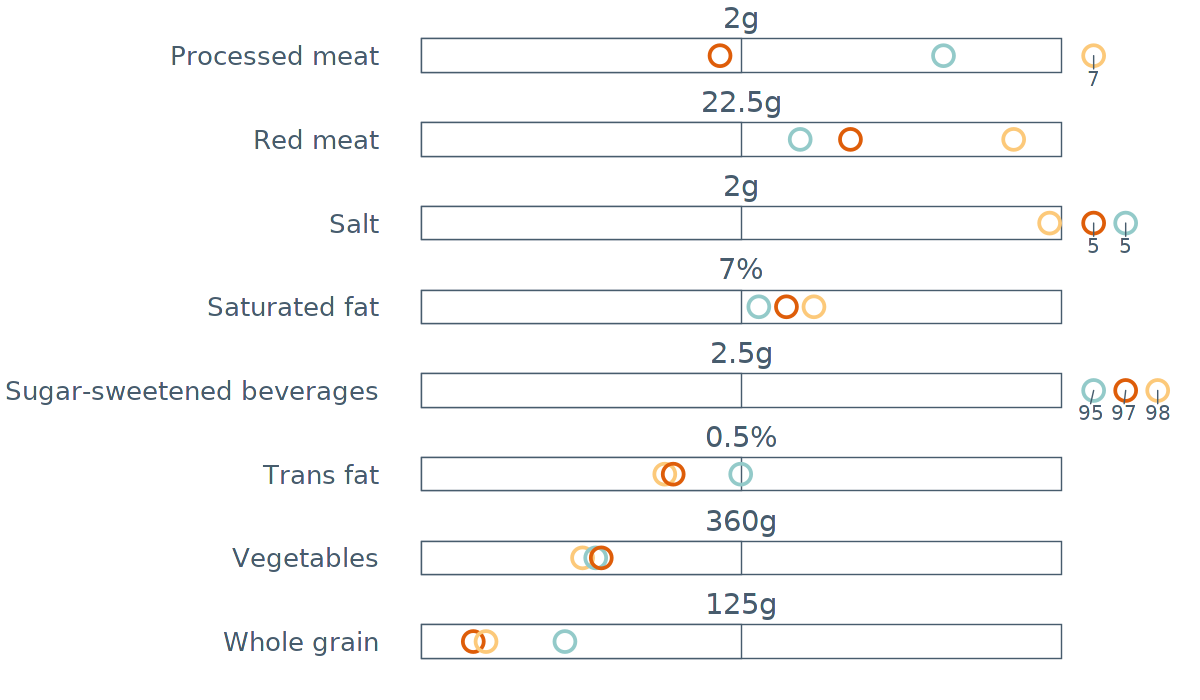 2g
Processed meat
7
22.5g
Red meat
2g
Salt
5 5
7%
Saturated fat
2.5g
Sugar-sweetened beverages
95 97 98
0.5%
Trans fat
360g
Vegetables
125g
Whole grain